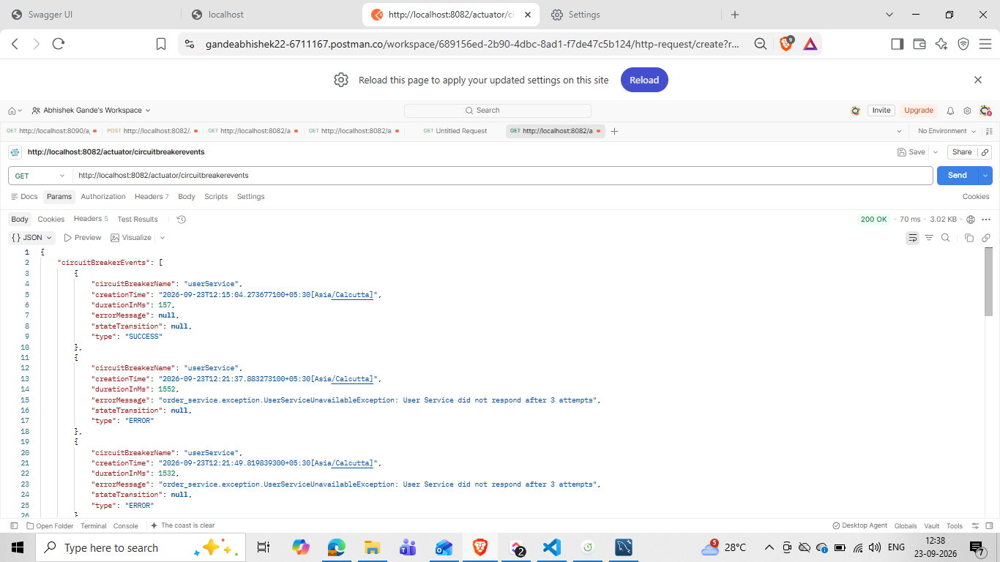 Swagger UI
localhost
http://localhost:8082/actuator/ci
Settings
gandeabhishek22-6711167.postman.co/workspace/689156ed-2b90-4dbc-8ad1-f7de47c5b124/http-request/create?r...
9
Reload this page to apply your updated settings on this site
Reload
Abhishek Gande's Workspace
Search
Invite
Upgrade
GET http://localhost:8090/a
POST http://localhost:8082/
GET http://localhost:8082/a
GET http://localhost:8082/a
GET Untitled Request
GET http://localhost:8082/a
No Environment
HTTP http://localhost:8082/actuator/circuitbreakerevents
Save
Share
GET
http://localhost:8082/actuator/circuitbreakerevents
Send
Docs Params Authorization Headers 7 Body Scripts Settings
Cookies
Body Cookies Headers 5 Test Results
200 OK • 70 ms • 3.02 KB •
{ } JSON Preview Visualize
1 {
2 "circuitBreakerEvents": [
3 {
4 "circuitBreakerName": "userService",
5 "creationTime": "2026-09-23T12:15:04.273677100+05:30[Asia/Calcutta]",
6 "durationInMs": 157,
7 "errorMessage": null,
8 "stateTransition": null,
9 "type": "SUCCESS"
10 },
11 {
12 "circuitBreakerName": "userService",
13 "creationTime": "2026-09-23T12:21:37.883273100+05:30[Asia/Calcutta]",
14 "durationInMs": 1552,
15 "errorMessage": "order_service.exception.UserServiceUnavailableException: User Service did not respond after 3 attempts",
16 "stateTransition": null,
17 "type": "ERROR"
18 },
19 {
20 "circuitBreakerName": "userService",
21 "creationTime": "2026-09-23T12:21:49.819839300+05:30[Asia/Calcutta]",
22 "durationInMs": 1532,
23 "errorMessage": "order_service.exception.UserServiceUnavailableException: User Service did not respond after 3 attempts",
24 "stateTransition": null,
25 "type": "ERROR"
26 }
Open Folder Terminal Console The coast is clear
Desktop Agent Globals Vault Tools
Type here to search
2
5
28°C
ENG
12:38
23-09-2026
7